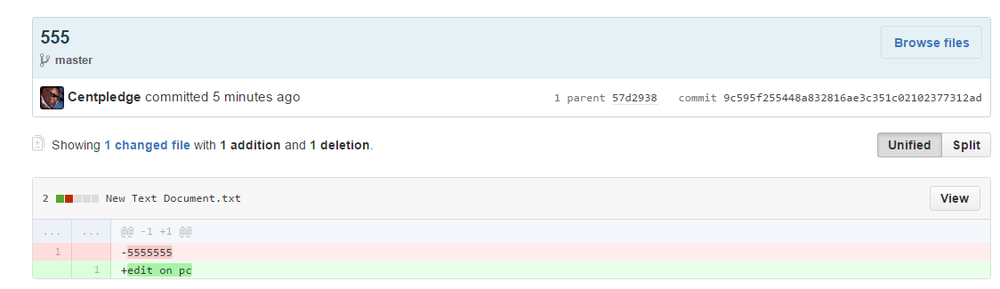 555
Browse files
master
Centpledge committed 5 minutes ago
1 parent 57d2938 commit 9c595f255448a832816ae3c351c02102377312ad
Showing 1 changed file with 1 addition and 1 deletion.
Unified Split
2 New Text Document.txt
View
... ... @@ -1 +1 @@
1 -5555555
1 +edit on pc